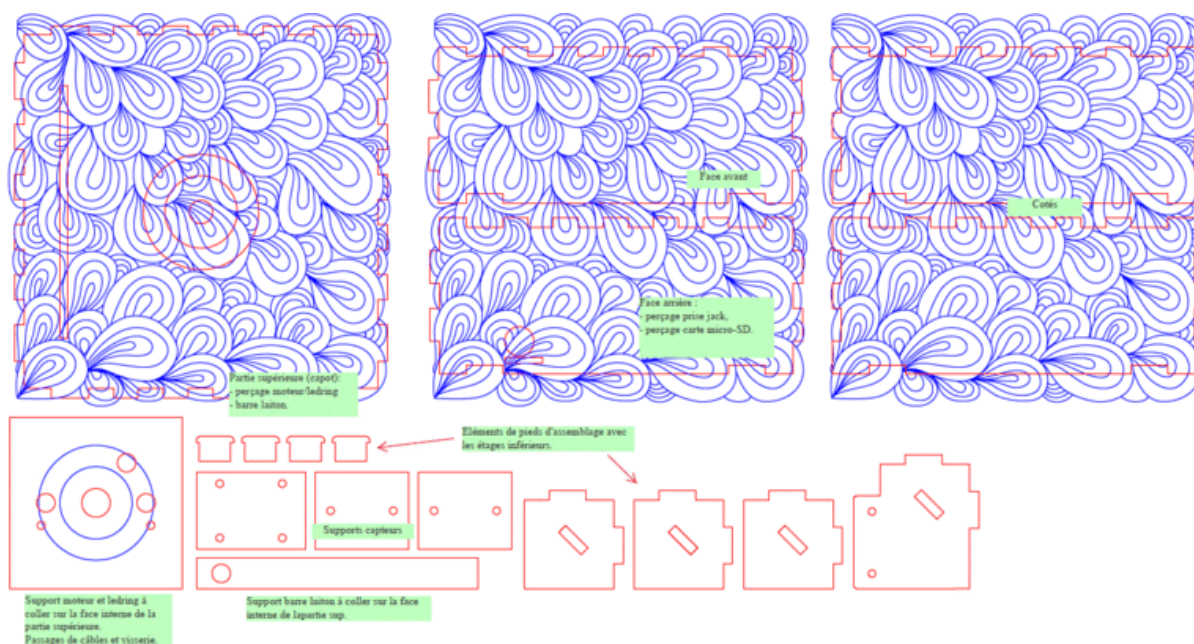 Face avant
Cotés
Face arrière :
- perçage prise jack,
- perçage carte micro-SD.
Partie supérieure (capot):
- perçage moteur/ledring
- barre laiton.
Eléments de pieds d'assemblage avec
les étages inférieurs.
Supports capteurs
Support moteur et ledring à
coller sur la face interne de la
partie supérieure.
Passages de câbles et visserie.
Support barre laiton à coller sur la face
interne de lapartie sup.